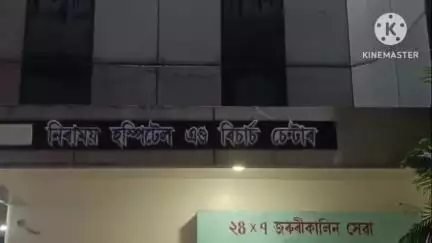 KINEMASTER
নিৰাময় হস্পিটেল এণ্ড ৰিচাৰ্চ চেন্টাৰ
২৪×৭ জৰুৰীকালিন সেৱা